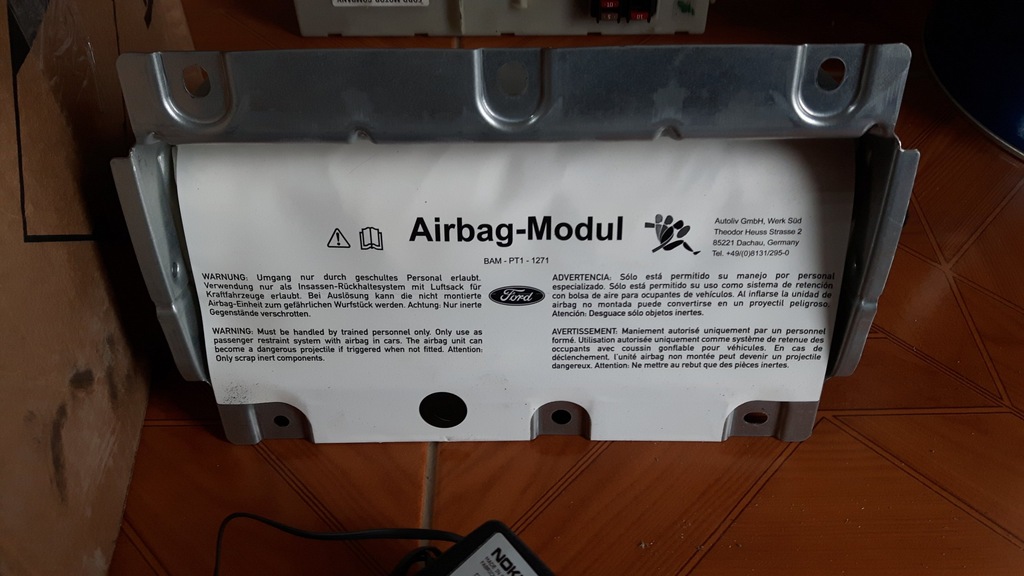 FORD MOTOR COMPANY
10
Airbag-Modul
BAM - PT1 - 1271
Autoliv GmbH, Werk Süd
Theodor Heuss Strasse 2
85221 Dachau, Germany
Tel. +49/(0)8131/295-0
WARNUNG: Umgang nur durch geschultes Personal erlaubt.
Verwendung nur als Insassen-Rückhaltesystem mit Luftsack für
Kraftfahrzeuge erlaubt. Bei Auslösung kann die nicht montierte
Airbag-Einheit zum gefährlichen Wurfstück werden. Achtung: Nur inerte
Gegenstände verschrotten.
WARNING: Must be handled by trained personnel only. Only use as
passenger restraint system with airbag in cars. The airbag unit can
become a dangerous projectile if triggered when not fitted. Attention:
Only scrap inert components.
Ford
ADVERTENCIA: Sólo está permitido su manejo por personal
especializado. Sólo está permitido su uso como sistema de retención
con bolsa de aire para ocupantes de vehículos. Al inflarse la unidad de
airbag no montada puede convertirse en un proyectil peligroso.
Atención: Desguace sólo objetos inertes.
AVERTISSEMENT: Maniement autorisé uniquement par un personnel
formé. Utilisation autorisée uniquement comme système de retenue des
occupants avec coussin gonflable pour véhicules. En cas de
déclenchement, l'unité airbag non montée peut devenir un projectile
dangereux. Attention: Ne mettre au rebut que des pièces inertes.